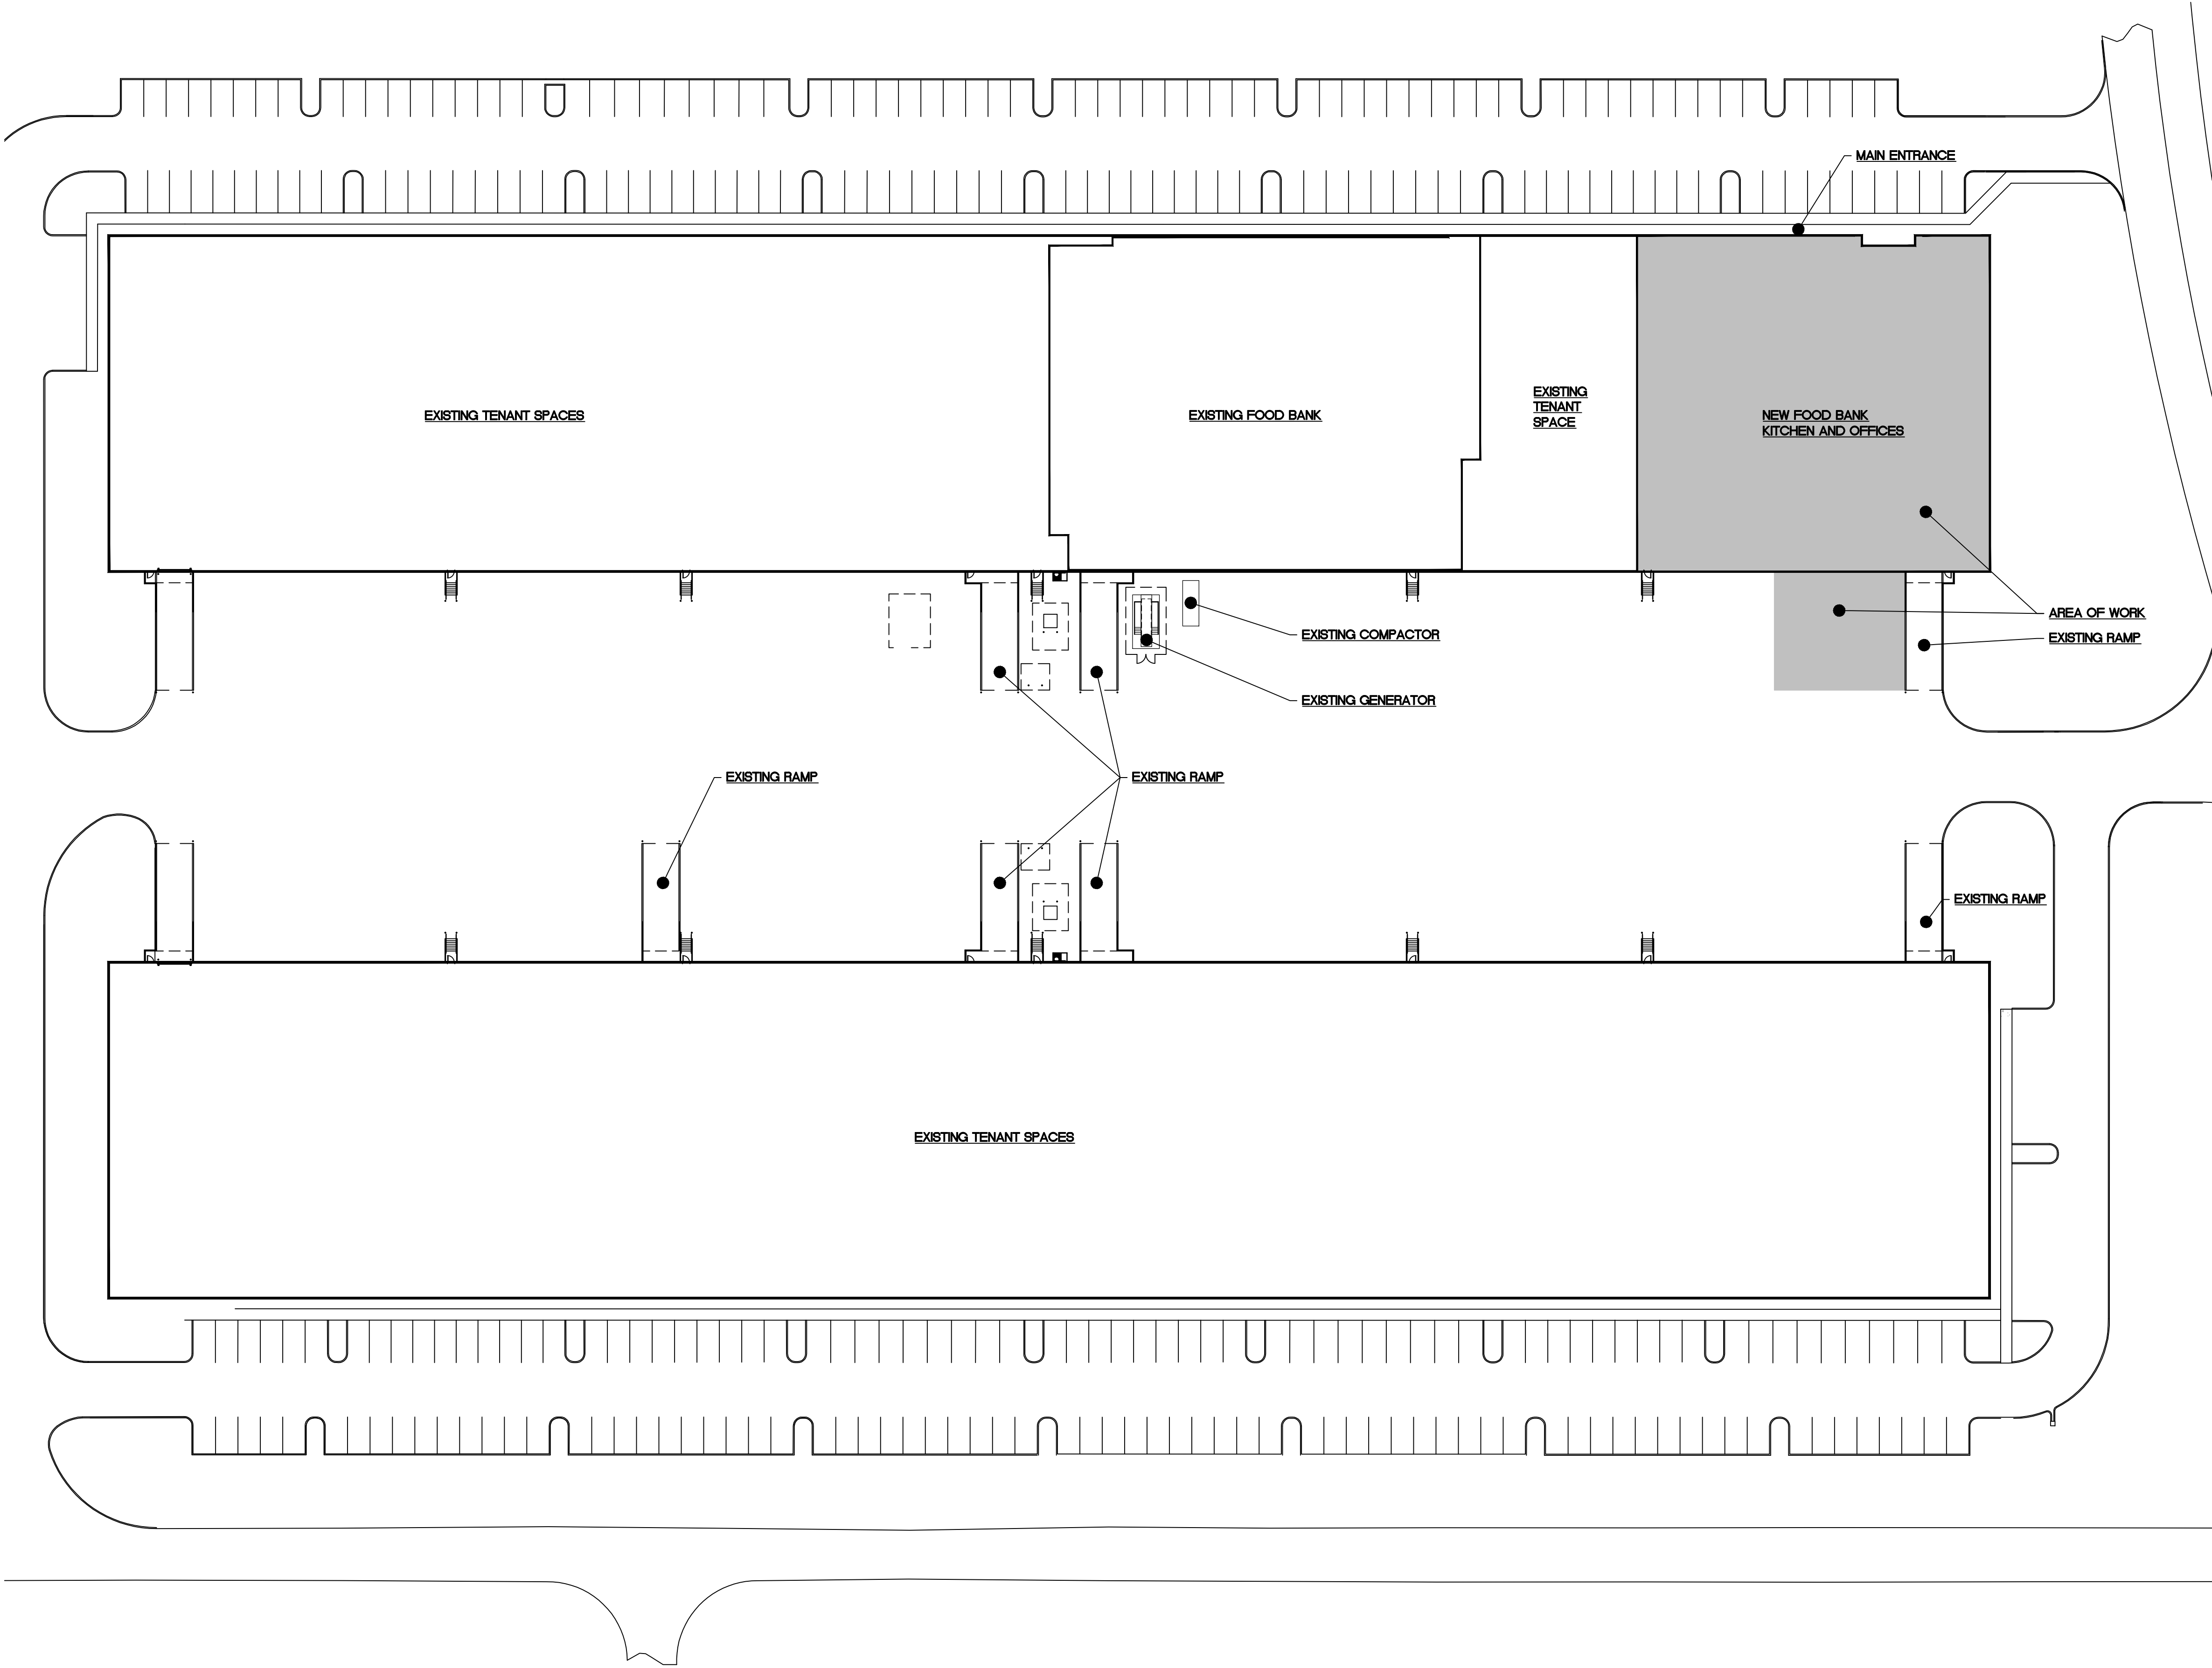 MAIN ENTRANCE
EXISTING TENANT SPACES
EXISTING FOOD BANK
EXISTING
TENANT
SPACE
NEW FOOD BANK
KITCHEN AND OFFICES
EXISTING COMPACTOR
EXISTING GENERATOR
AREA OF WORK
EXISTING RAMP
EXISTING RAMP
EXISTING RAMP
EXISTING RAMP
EXISTING TENANT SPACES